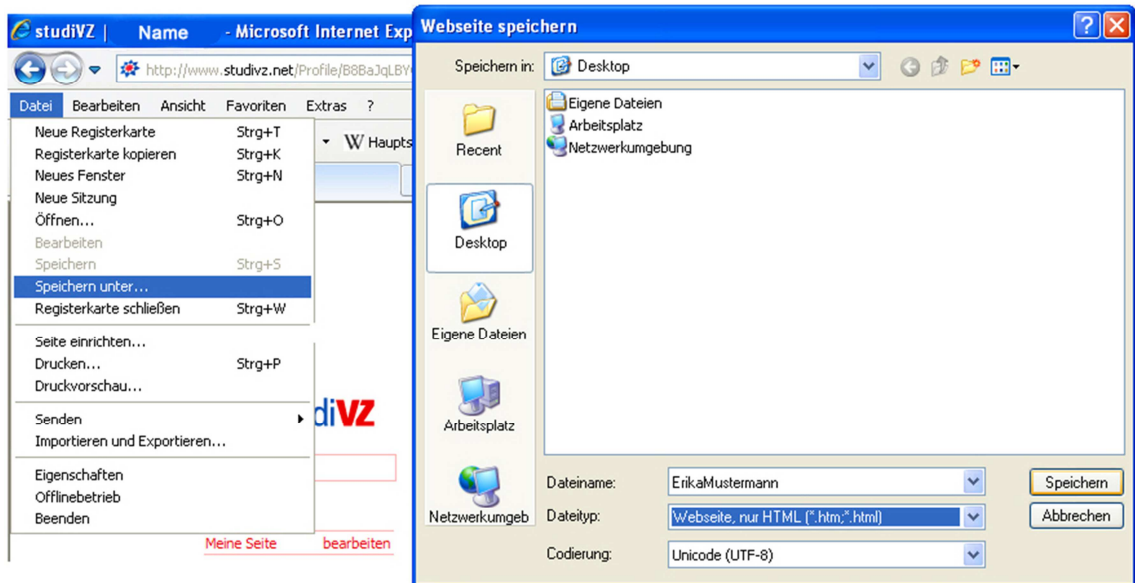 studiVZ | Name - Microsoft Internet Exp
http://www.studivz.net/Profile/B8BaJqLBY
Datei Bearbeiten Ansicht Favoriten Extras ?
W Haupts
Neue Registerkarte Strg+T
Registerkarte kopieren Strg+K
Neues Fenster Strg+N
Neue Sitzung
Öffnen... Strg+O
Bearbeiten
Speichern Strg+S
Speichern unter...
Registerkarte schließen Strg+W
Seite einrichten...
Drucken... Strg+P
Druckvorschau...
Senden
Importieren und Exportieren...
Eigenschaften
Offlinebetrieb
Beenden
diVZ
Meine Seite bearbeiten
Webseite speichern
Speichern in: Desktop
Recent
Desktop
Eigene Dateien
Arbeitsplatz
Netzwerkumgeb
Eigene Dateien
Arbeitsplatz
Netzwerkumgebung
Dateiname: ErikaMustermann Speichern
Dateityp: Webseite, nur HTML (*.htm;*.html) Abbrechen
Codierung: Unicode (UTF-8)